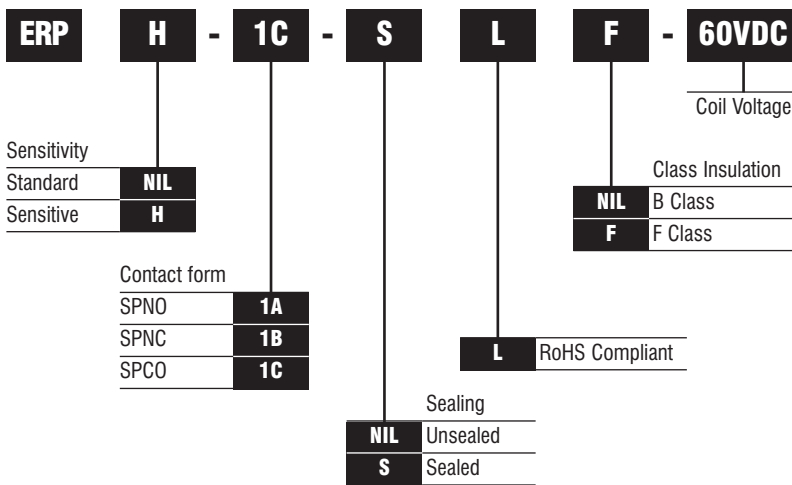 ERP H - 1C - S L F - 60VDC
Coil Voltage
Sensitivity
Standard NIL
Sensitive H
Class Insulation
NIL B Class
F F Class
Contact form
SPNO 1A
SPNC 1B
SPCO 1C
L RoHS Compliant
Sealing
NIL Unsealed
S Sealed